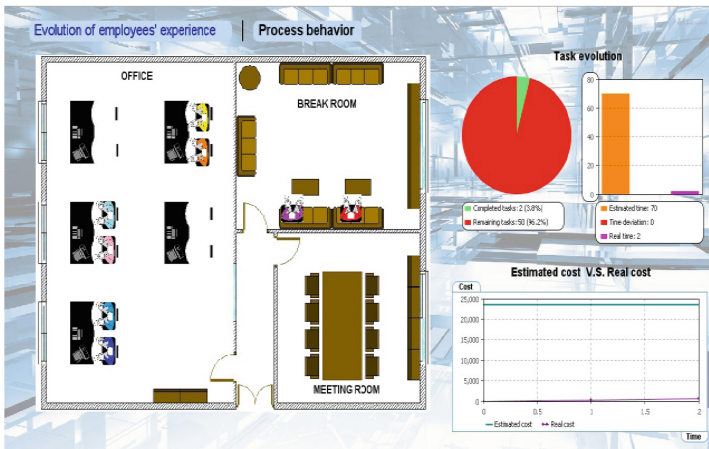 Evolution of employees' experience | Process behavior
OFFICE
BREAK ROOM
MEETING ROOM
Task evolution
80
60
40
20
0
Completed tasks: 2 (3.8%)
Remaining tasks: 50 (96.2%)
Estimated time: 70
Time deviation: 0
Real time: 2
Estimated cost V.S. Real cost
Cost
25,000
20,000
15,000
10,000
5,000
0
0 0.5 1 1.5 2
Estimated cost Real cost
Time